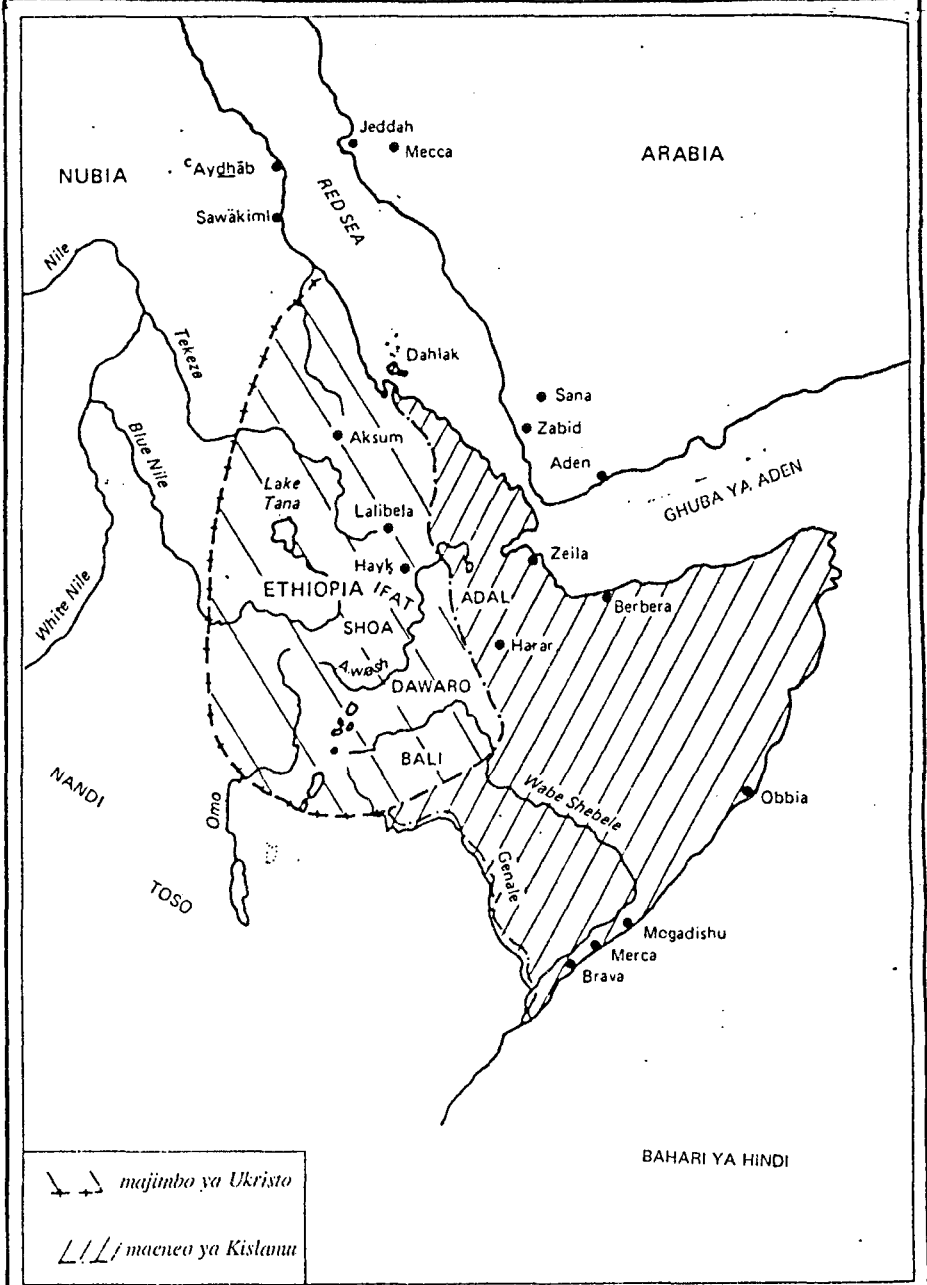 Jeddah
Mecca
ARABIA
NUBIA
ᶜAydhāb
RED SEA
Sawākiml
Nile
Tekeze
Dahlak
Sana
Zabid
Aden
Aksum
Blue Nile
Lake
Tana
GHUBA YA ADEN
Lalibela
Hayk
Zeila
White Nile
ETHIOPIA
IFAT
ADAL
Berbera
SHOA
Harar
Awash
DAWARO
BALI
NANDI
Omo
Wabe Shebele
Obbia
Genale
TOSO
Mogadishu
Merca
Brava
BAHARI YA HINDI
majimbo ya Ukristo
maeneo ya Kislamu